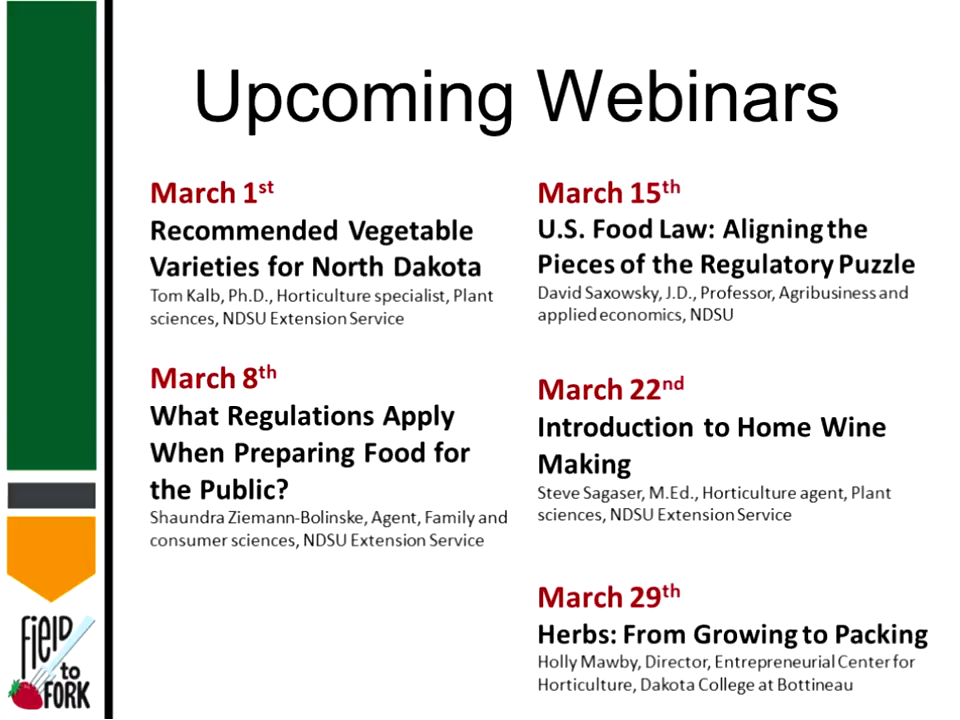 Upcoming Webinars
March 1st
Recommended Vegetable
Varieties for North Dakota
Tom Kalb, Ph.D., Horticulture specialist, Plant
sciences, NDSU Extension Service
March 8th
What Regulations Apply
When Preparing Food for
the Public?
Shaundra Ziemann-Bolinske, Agent, Family and
consumer sciences, NDSU Extension Service
March 15th
U.S. Food Law: Aligning the
Pieces of the Regulatory Puzzle
David Saxowsky, J.D., Professor, Agribusiness and
applied economics, NDSU
March 22nd
Introduction to Home Wine
Making
Steve Sagaser, M.Ed., Horticulture agent, Plant
sciences, NDSU Extension Service
March 29th
Herbs: From Growing to Packing
Holly Mawby, Director, Entrepreneurial Center for
Horticulture, Dakota College at Bottineau
FiELD
to
FORK